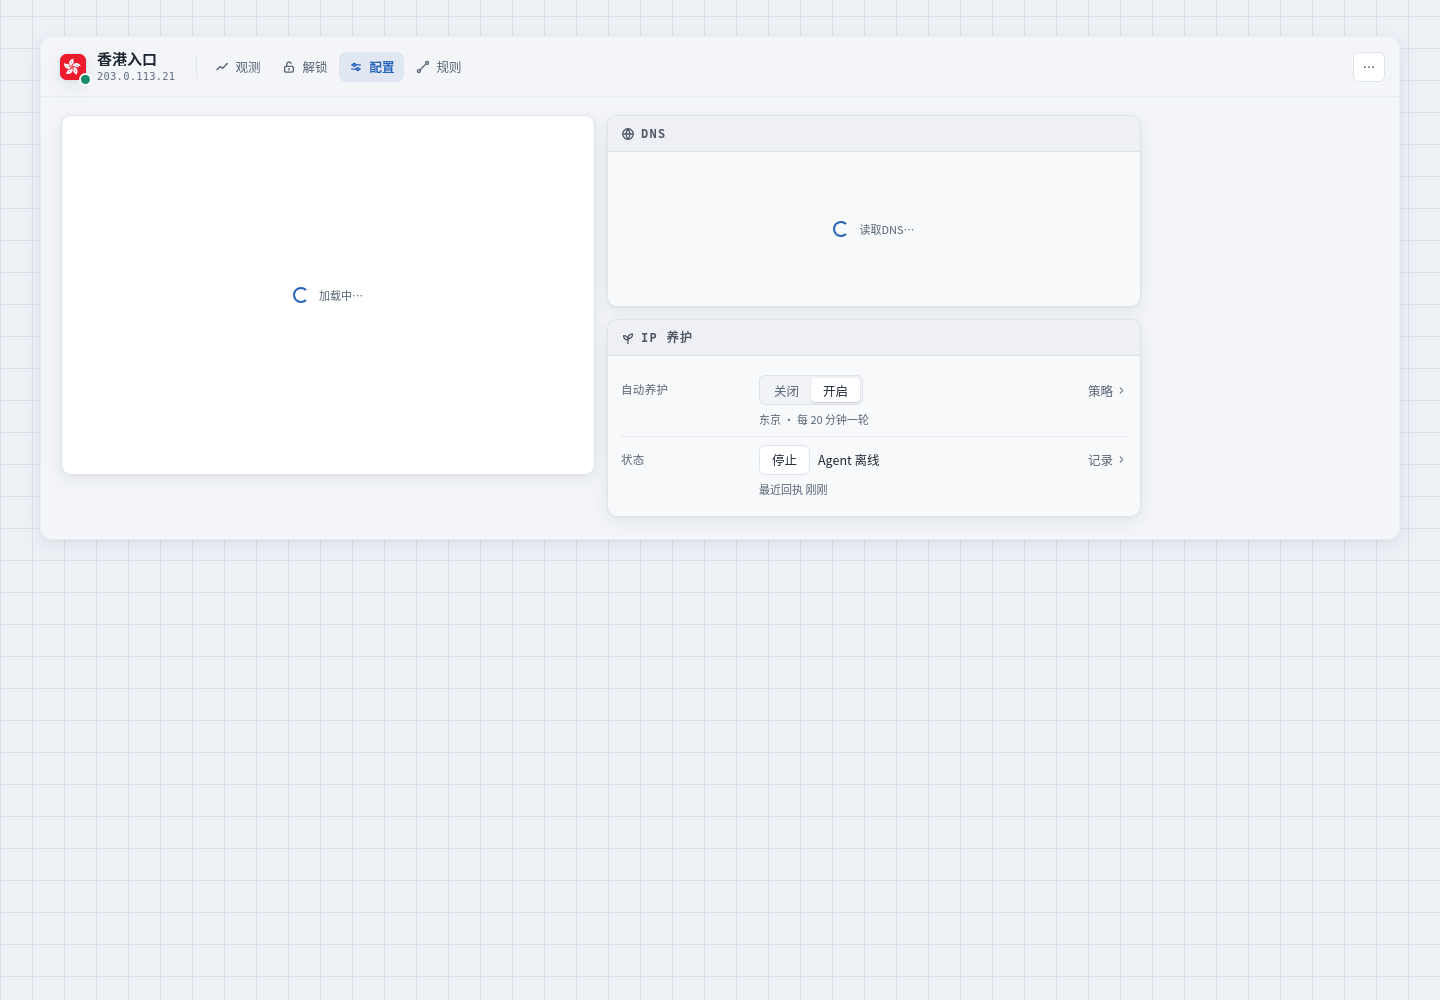 香港入口
203.0.113.21
观测
解锁
配置
规则
···
加载中···
DNS
读取DNS···
IP 养护
自动养护
关闭
开启
策略
东京 · 每 20 分钟一轮
状态
停止
Agent 离线
记录
最近回执 刚刚